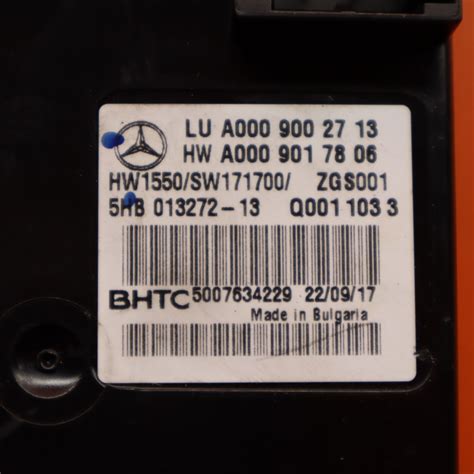 LU A000 900 27 13
HW A000 901 78 06
HW1550/SW171700/ ZGS001
5HB 013272-13 Q001 103 3
BHTC 5007634229 22/09/17
Made in Bulgaria